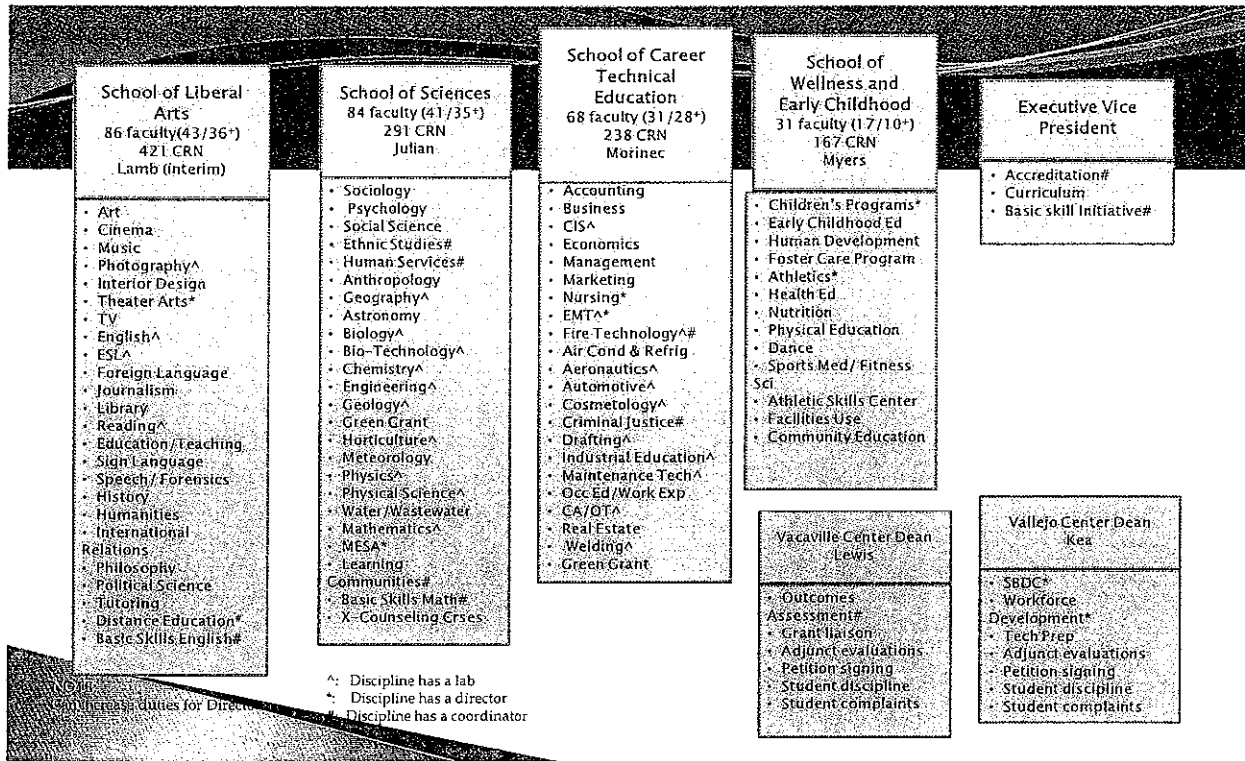 School of Liberal
Arts
86 faculty(43/36⁺)
421 CRN
Lamb (interim)
• Art
• Cinema
• Music
• Photography^
• Interior Design
• Theater Arts*
• TV
• English^
• ESL^
• Foreign Language
• Journalism
• Library
• Reading^
• Education/Teaching
• Sign Language
• Speech/Forensics
• History
• Humanities
• International
Relations
• Philosophy
• Political Science
• Tutoring
• Distance Education*
• Basic Skills English#
School of Sciences
84 faculty (41/35⁺)
291 CRN
Julian
• Sociology
• Psychology
• Social Science
• Ethnic Studies#
• Human Services#
• Anthropology
• Geography^
• Astronomy
• Biology^
• Bio-Technology^
• Chemistry^
• Engineering^
• Geology^
• Green Grant
• Horticulture^
• Meteorology
• Physics^
• Physical Science^
• Water/Wastewater
• Mathematics^
• MESA*
• Learning
Communities#
• Basic Skills Math#
• X-Counseling Crses
School of Career
Technical
Education
68 faculty (31/28⁺)
238 CRN
Morinec
• Accounting
• Business
• CIS^
• Economics
• Management
• Marketing
• Nursing*
• EMT^*
• Fire Technology^#
• Air Cond & Refrig
• Aeronautics^
• Automotive^
• Cosmetology^
• Criminal Justice#
• Drafting^
• Industrial Education^
• Maintenance Tech^
• Occ Ed/Work Exp
• CA/OT^
• Real Estate
• Welding^
• Green Grant
School of
Wellness and
Early Childhood
31 faculty (17/10⁺)
167 CRN
Myers
• Children's Programs*
• Early Childhood Ed
• Human Development
• Foster Care Program
• Athletics*
• Health Ed
• Nutrition
• Physical Education
• Dance
• Sports Med/ Fitness
Sci
• Athletic Skills Center
• Facilities Use
• Community Education
Executive Vice
President
• Accreditation#
• Curriculum
• Basic skill Initiative#
Vacaville Center Dean
Lewis
• Outcomes
Assessment#
• Grant liaison
• Adjunct evaluations
• Petition signing
• Student discipline
• Student complaints
Vallejo Center Dean
Kea
• SBDC*
• Workforce
Development*
• Tech Prep
• Adjunct evaluations
• Petition signing
• Student discipline
• Student complaints
^: Discipline has a lab
*: Discipline has a director
#: Discipline has a coordinator
increase duties for